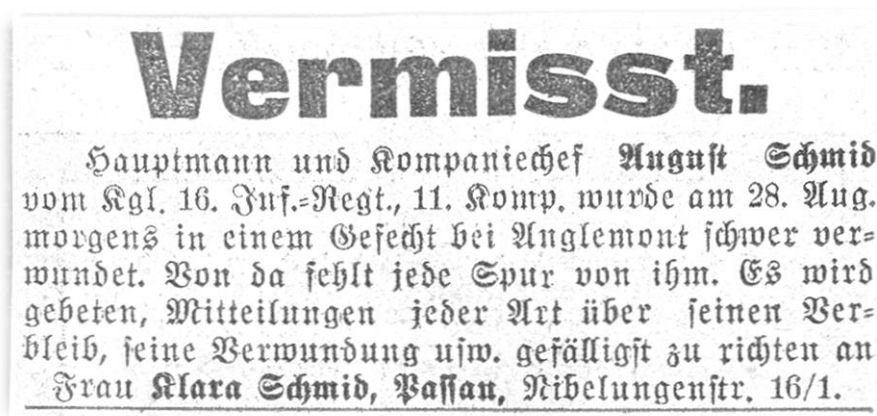 Vermisst.
Hauptmann und Kompaniechef August Schmid
vom Kgl. 16. Inf.-Regt., 11. Komp. wurde am 28. Aug.
morgens in einem Gefecht bei Anglemont schwer ver-
wundet. Von da fehlt jede Spur von ihm. Es wird
gebeten, Mitteilungen jeder Art über seinen Ver-
bleib, seine Verwundung usw. gefälligst zu richten an
Frau Klara Schmid, Passau, Nibelungenstr. 16/1.